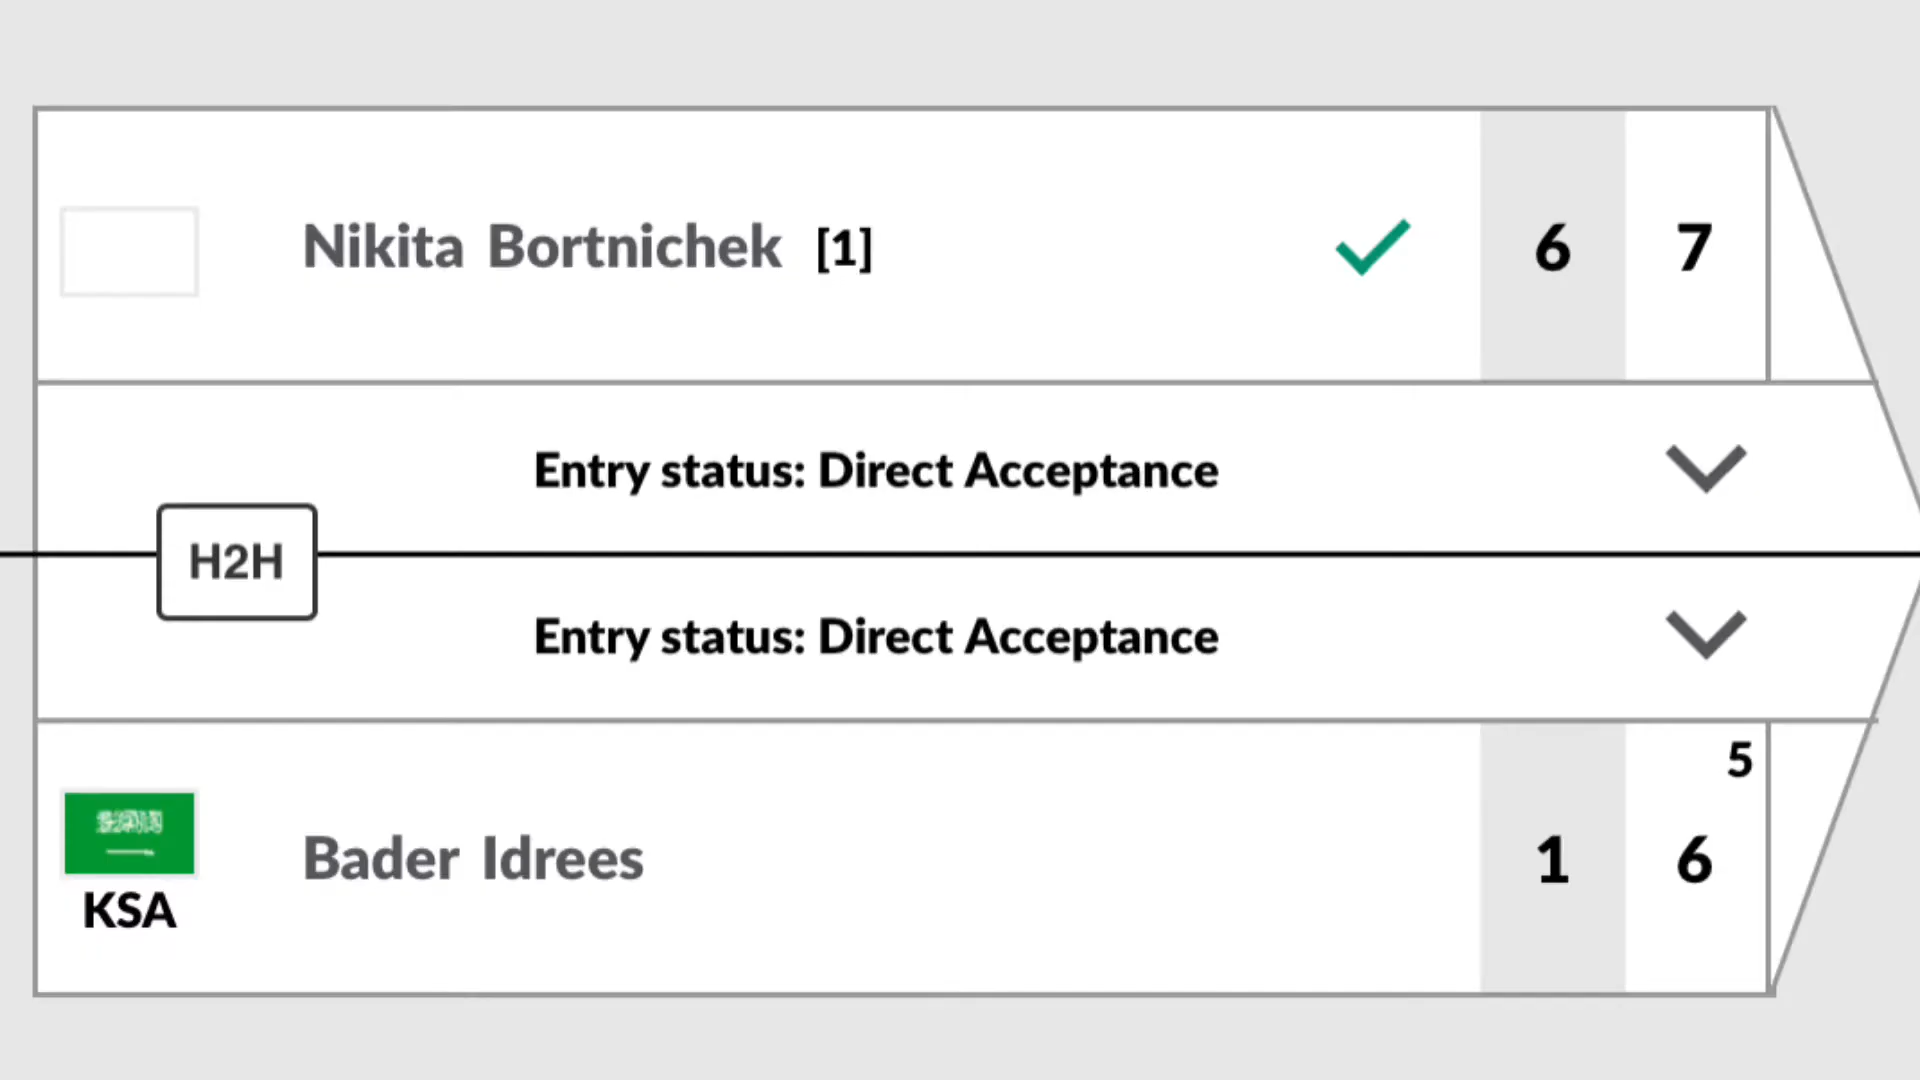 Nikita Bortnichek [1] 6 7
Entry status: Direct Acceptance
H2H
Entry status: Direct Acceptance
5
Bader Idrees 1 6
KSA